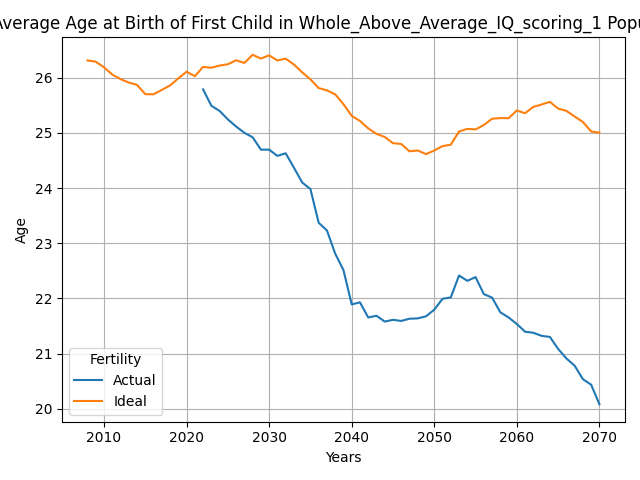 Average Age at Birth of First Child in Whole_Above_Average_IQ_scoring_1
Age
26
25
24
23
22
21
20
Fertility
Actual
Ideal
2010 2020 2030 2040 2050 2060 2070
Years